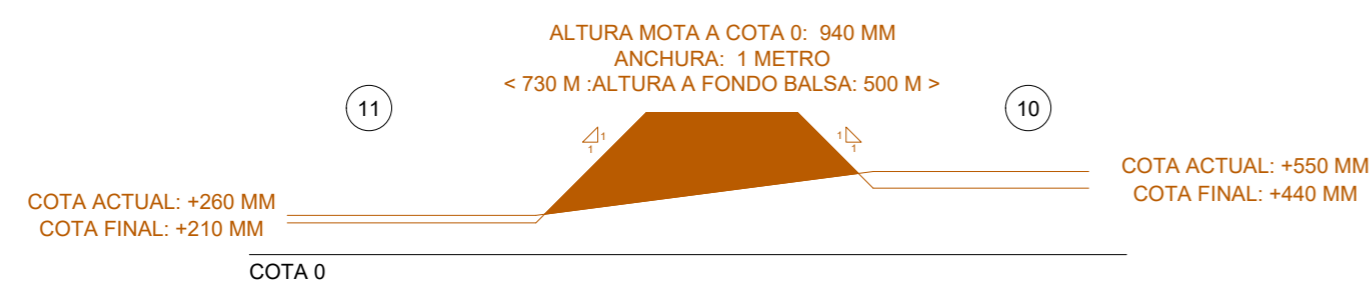 ALTURA MOTA A COTA 0: 940 MM
ANCHURA: 1 METRO
< 730 M :ALTURA A FONDO BALSA: 500 M >
11
10
1
1
1
1
COTA ACTUAL: +260 MM
COTA FINAL: +210 MM
COTA ACTUAL: +550 MM
COTA FINAL: +440 MM
COTA 0